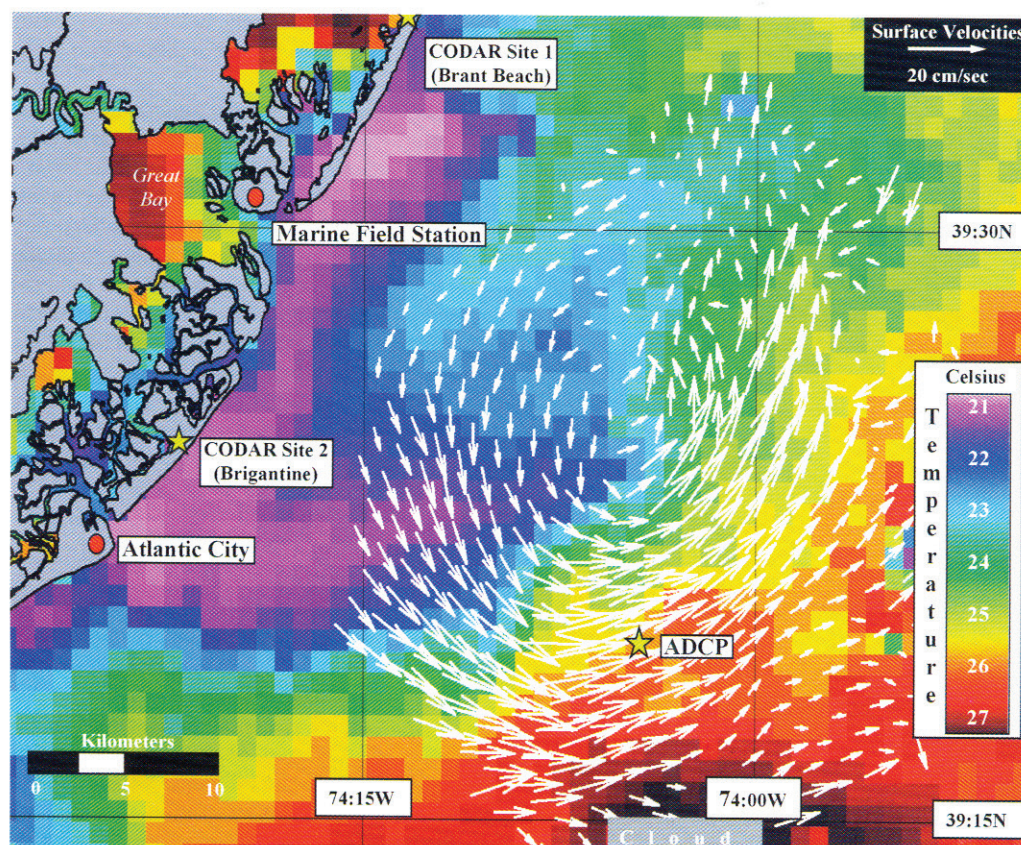 CODAR Site 1
(Brant Beach)
Surface Velocities
20 cm/sec
Great
Bay
Marine Field Station
39:30N
Celsius
Temperature
21
22
23
24
25
26
27
CODAR Site 2
(Brigantine)
Atlantic City
ADCP
Kilometers
0 5 10
74:15W
74:00W
39:15N
Cloud